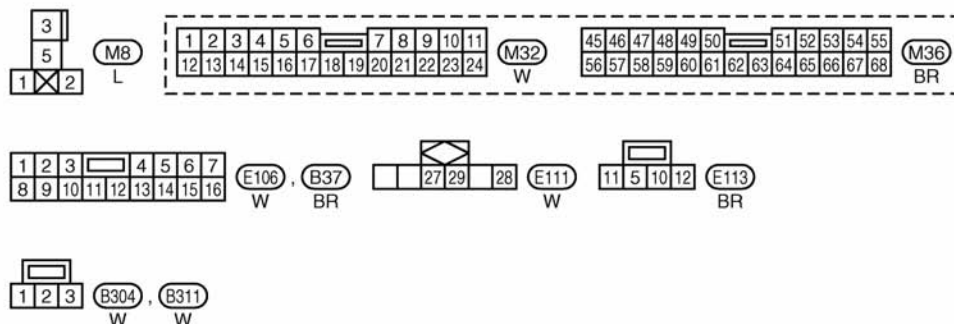 3
5
1 2
M8
L
1 2 3 4 5 6 7 8 9 10 11
12 13 14 15 16 17 18 19 20 21 22 23 24
M32
W
45 46 47 48 49 50 51 52 53 54 55
56 57 58 59 60 61 62 63 64 65 66 67 68
M36
BR
1 2 3 4 5 6 7
8 9 10 11 12 13 14 15 16
E106 , B37
W BR
27 29 28
E111
W
11 5 10 12
E113
BR
1 2 3
B304 , B311
W W